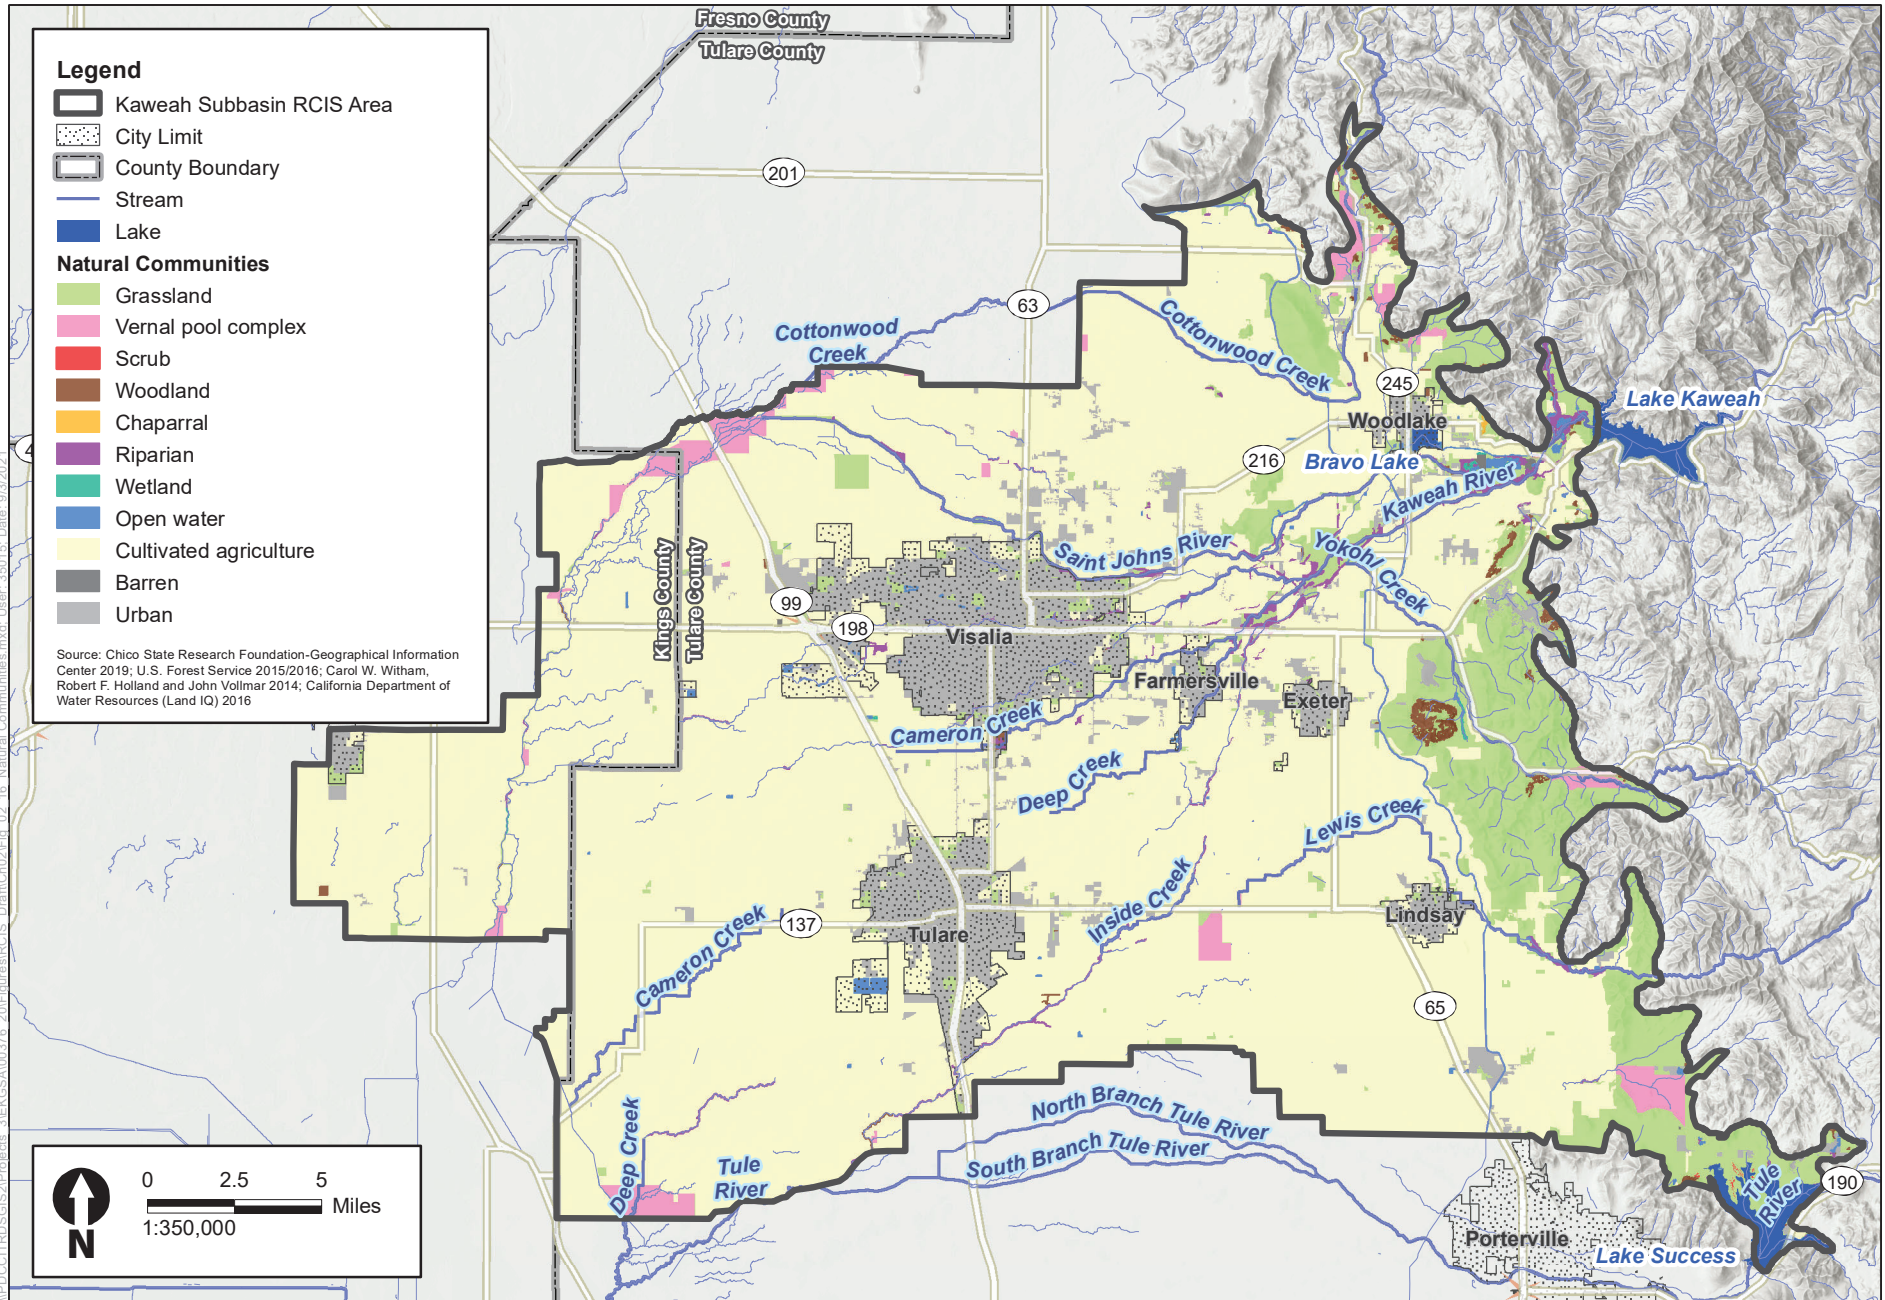 Fresno County
Tulare County
Legend
Kaweah Subbasin RCIS Area
City Limit
County Boundary
Stream
Lake
Natural Communities
Grassland
Vernal pool complex
Scrub
Woodland
Chaparral
Riparian
Wetland
Open water
Cultivated agriculture
Barren
Urban
Source: Chico State Research Foundation-Geographical Information
Center 2019; U.S. Forest Service 2015/2016; Carol W. Witham,
Robert F. Holland and John Vollmar 2014; California Department of
Water Resources (Land IQ) 2016
201
63
Cottonwood
Creek
Cottonwood Creek
245
Woodlake
Lake Kaweah
216
Bravo Lake
Kaweah River
4
Saint Johns River
Yokohl Creek
Kings County
Tulare County
99
198
Visalia
Farmersville
Exeter
Cameron Creek
Deep Creek
Lewis Creek
Inside Creek
Lindsay
Cameron Creek
137
Tulare
65
North Branch Tule River
South Branch Tule River
Deep Creek
Tule
River
Tule
River
190
Porterville
Lake Success
N
0 2.5 5
Miles
1:350,000